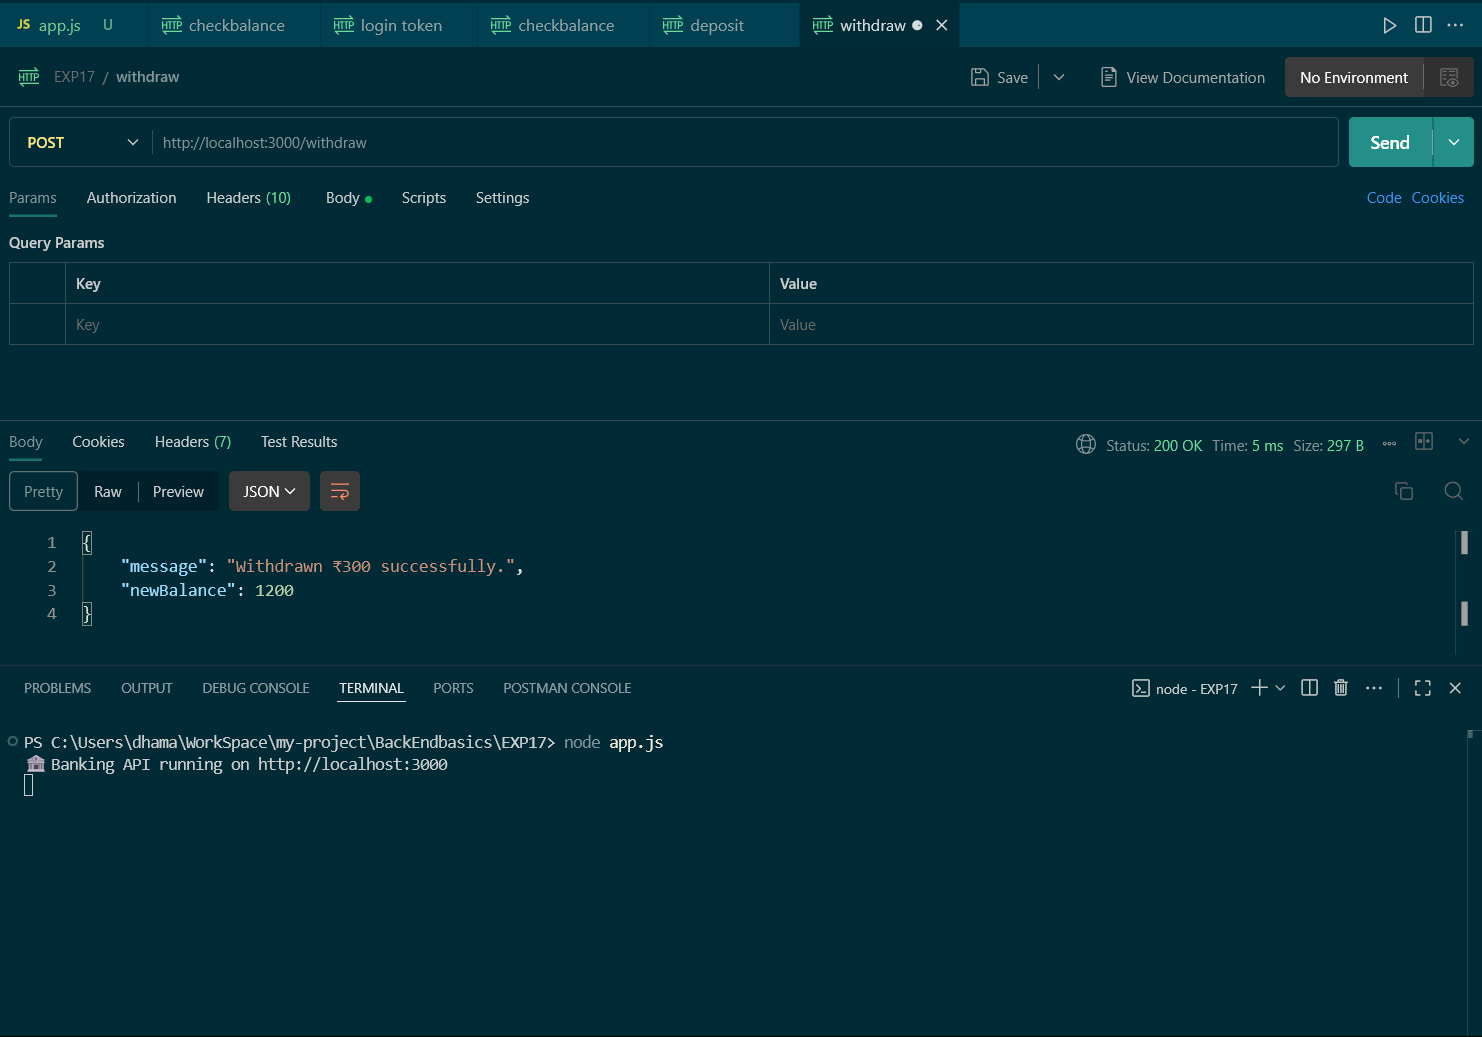 JS app.js U HTTP checkbalance HTTP login token HTTP checkbalance HTTP deposit HTTP withdraw
HTTP EXP17 / withdraw Save View Documentation No Environment
POST http://localhost:3000/withdraw Send
Params Authorization Headers (10) Body Scripts Settings Code Cookies
Query Params
Key Value
Key Value
Body Cookies Headers (7) Test Results Status: 200 OK Time: 5 ms Size: 297 B
Pretty Raw Preview JSON
1 {
2 "message": "Withdrawn ₹300 successfully.",
3 "newBalance": 1200
4 }
PROBLEMS OUTPUT DEBUG CONSOLE TERMINAL PORTS POSTMAN CONSOLE node - EXP17
PS C:\Users\dhama\WorkSpace\my-project\BackEndbasics\EXP17> node app.js
🏦 Banking API running on http://localhost:3000